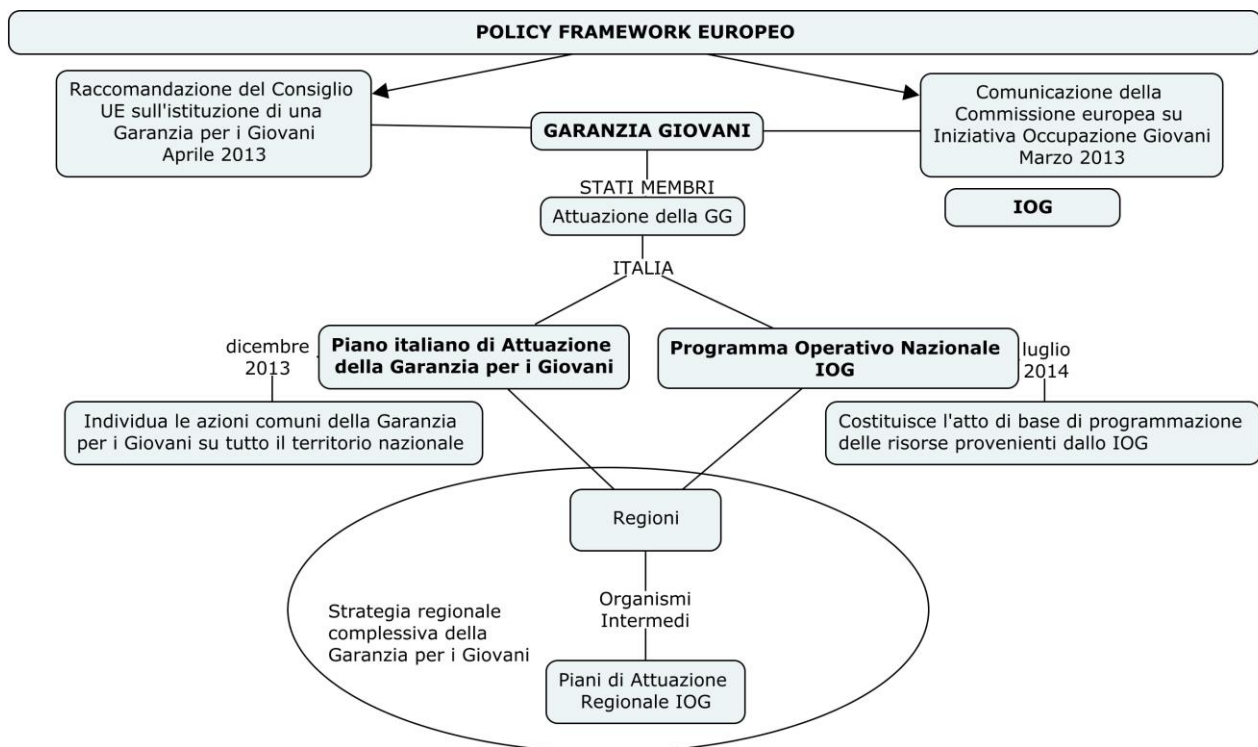 POLICY FRAMEWORK EUROPEO
Raccomandazione del Consiglio
UE sull'istituzione di una
Garanzia per i Giovani
Aprile 2013
GARANZIA GIOVANI
Comunicazione della
Commissione europea su
Iniziativa Occupazione Giovani
Marzo 2013
IOG
STATI MEMBRI
Attuazione della GG
ITALIA
dicembre
2013
Piano italiano di Attuazione
della Garanzia per i Giovani
Programma Operativo Nazionale
IOG
luglio
2014
Individua le azioni comuni della Garanzia
per i Giovani su tutto il territorio nazionale
Costituisce l'atto di base di programmazione
delle risorse provenienti dallo IOG
Regioni
Organismi
Intermedi
Strategia regionale
complessiva della
Garanzia per i Giovani
Piani di Attuazione
Regionale IOG